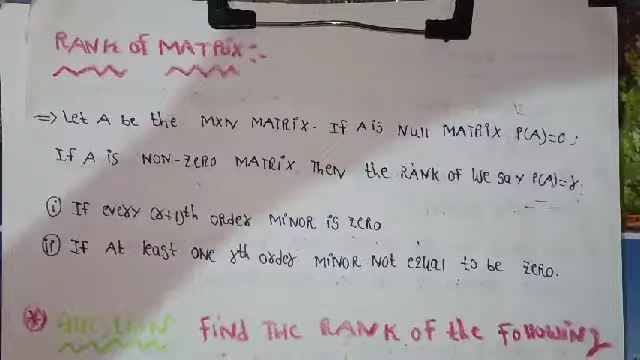 RANK of MATRIX:-
=> Let A be the MXN MATRIX. If A is NULL MATRIX P(A)=0;
If A is NON-ZERO MATRIX Then the RANK of We say P(A)=r.
(i) If every (r+1)th order MINOR is ZERO
(ii) If At least ONE rth order MINOR NOT equal to be ZERO.
(*) QUESTION FIND THE RANK OF the FOLLOWING